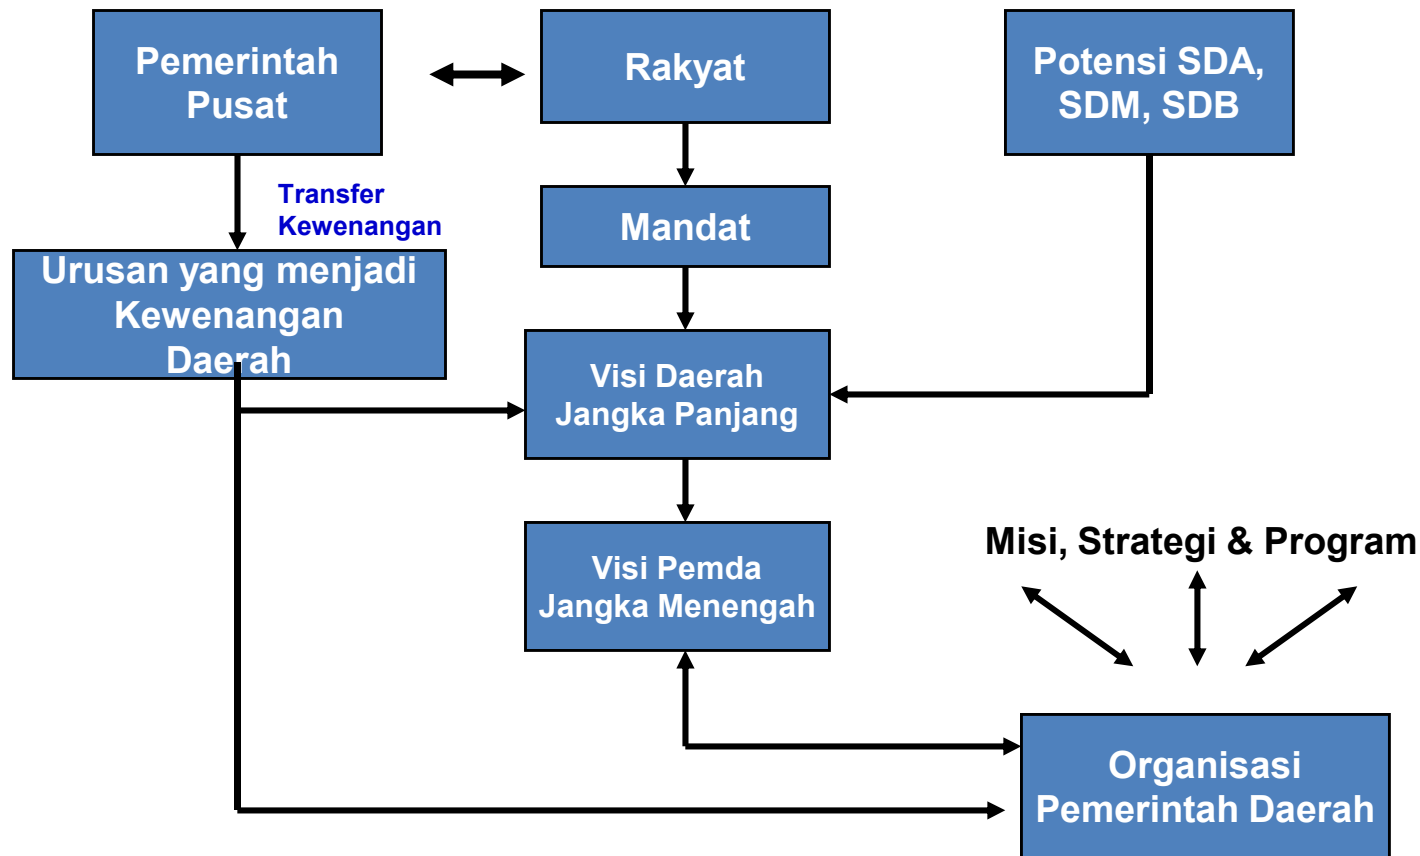 Pemerintah
Pusat
Rakyat
Potensi SDA,
SDM, SDB
Transfer
Kewenangan
Mandat
Urusan yang menjadi
Kewenangan
Daerah
Visi Daerah
Jangka Panjang
Visi Pemda
Jangka Menengah
Misi, Strategi & Program
Organisasi
Pemerintah Daerah